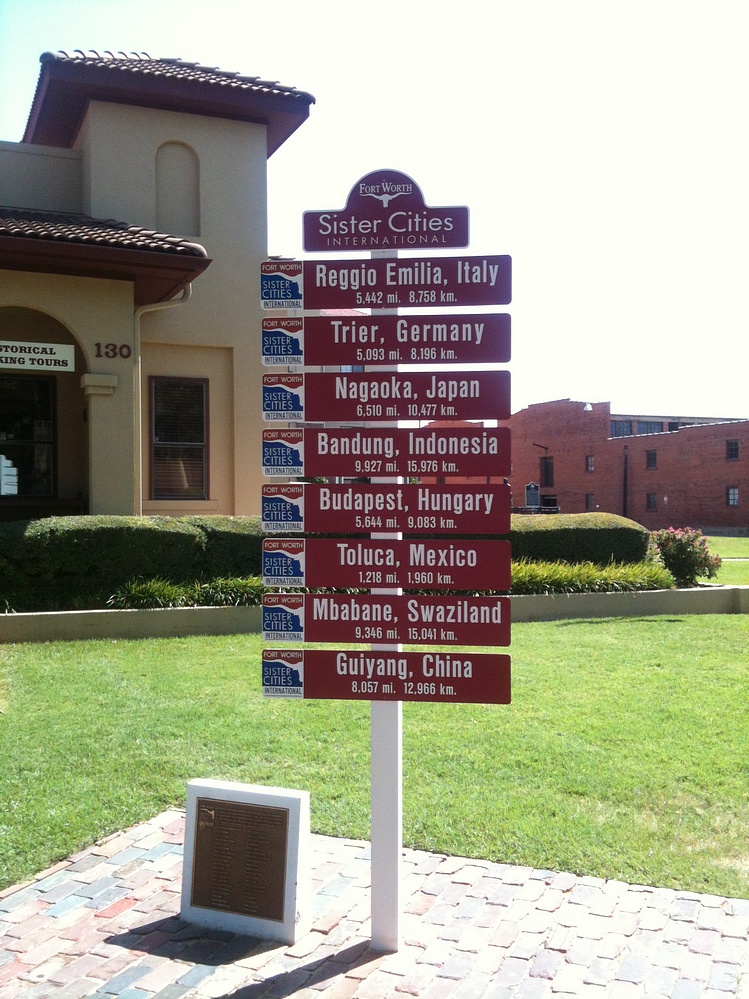 FORT WORTH
Sister Cities
INTERNATIONAL
FORT WORTH
SISTER
CITIES
INTERNATIONAL
Reggio Emilia, Italy
5,442 mi. 8,758 km.
FORT WORTH
SISTER
CITIES
INTERNATIONAL
Trier, Germany
5,093 mi. 8,196 km.
FORT WORTH
SISTER
CITIES
INTERNATIONAL
Nagaoka, Japan
6,510 mi. 10,477 km.
FORT WORTH
SISTER
CITIES
INTERNATIONAL
Bandung, Indonesia
9,927 mi. 15,976 km.
FORT WORTH
SISTER
CITIES
INTERNATIONAL
Budapest, Hungary
5,644 mi. 9,083 km.
FORT WORTH
SISTER
CITIES
INTERNATIONAL
Toluca, Mexico
1,218 mi. 1,960 km.
FORT WORTH
SISTER
CITIES
INTERNATIONAL
Mbabane, Swaziland
9,346 mi. 15,041 km.
FORT WORTH
SISTER
CITIES
INTERNATIONAL
Guiyang, China
8,057 mi. 12,966 km.
STORICAL
KING TOURS
130